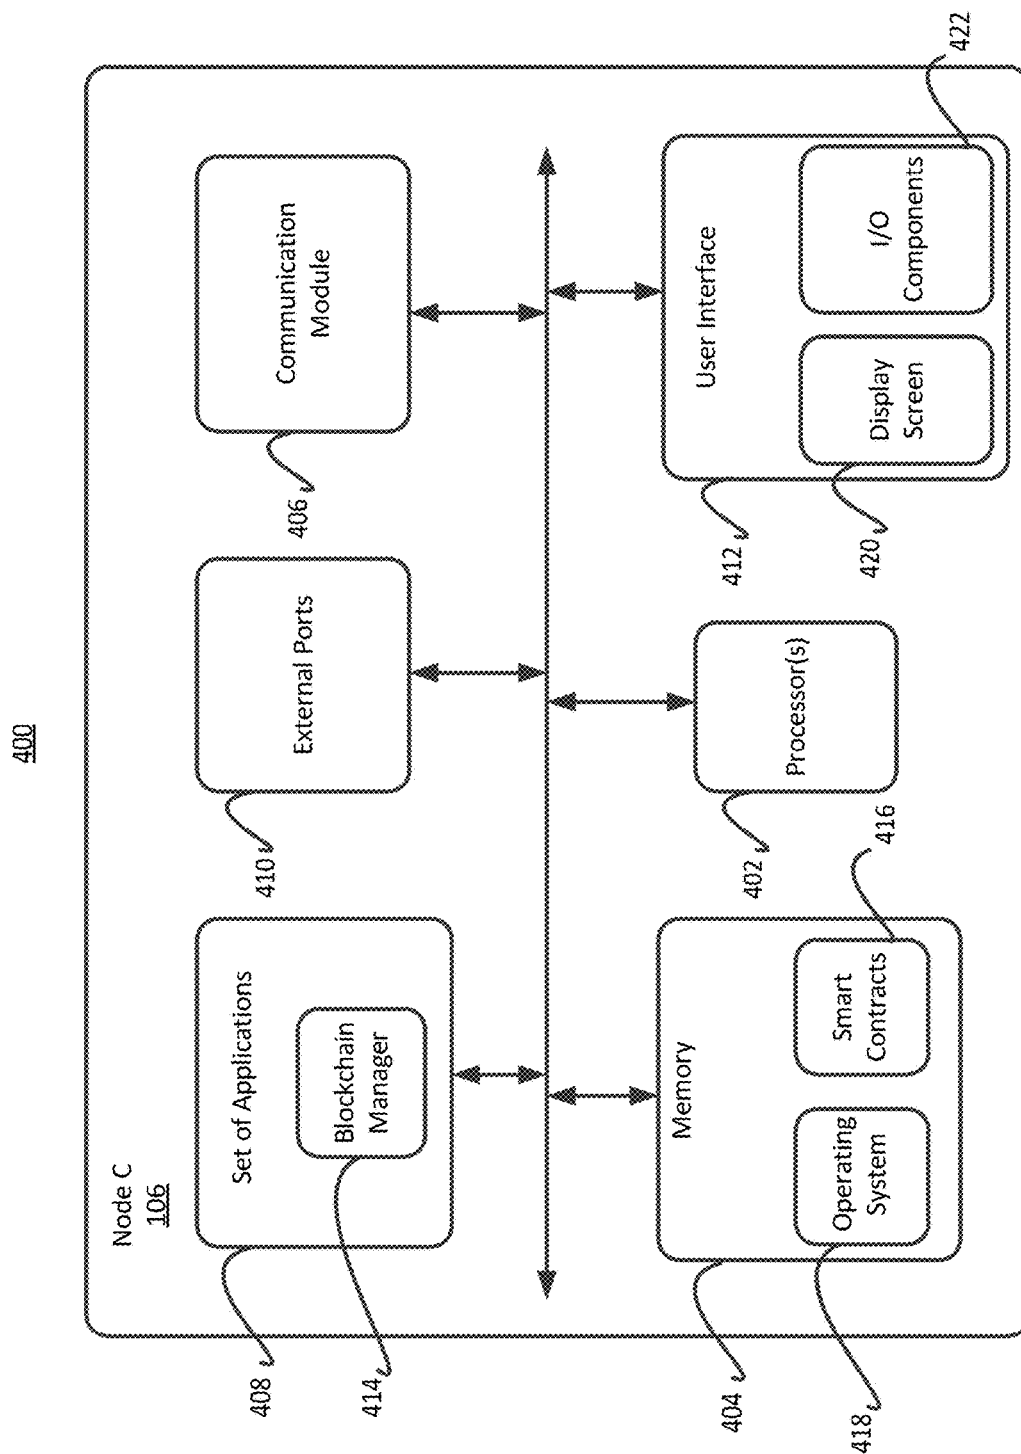 400
Node C
106
Set of Applications
Blockchain
Manager
408
414
External Ports
410
Communication
Module
406
Memory
Operating
System
Smart
Contracts
404
418
416
Processor(s)
402
User Interface
Display
Screen
I/O
Components
412
420
422